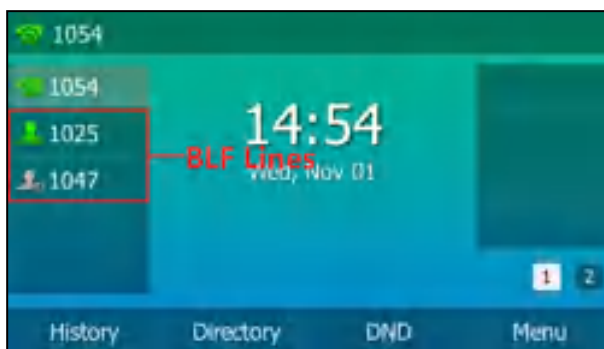 1054
1054
1025
1047
14:54
BLF Lines
Wed, Nov 01
1 2
History Directory DND Menu